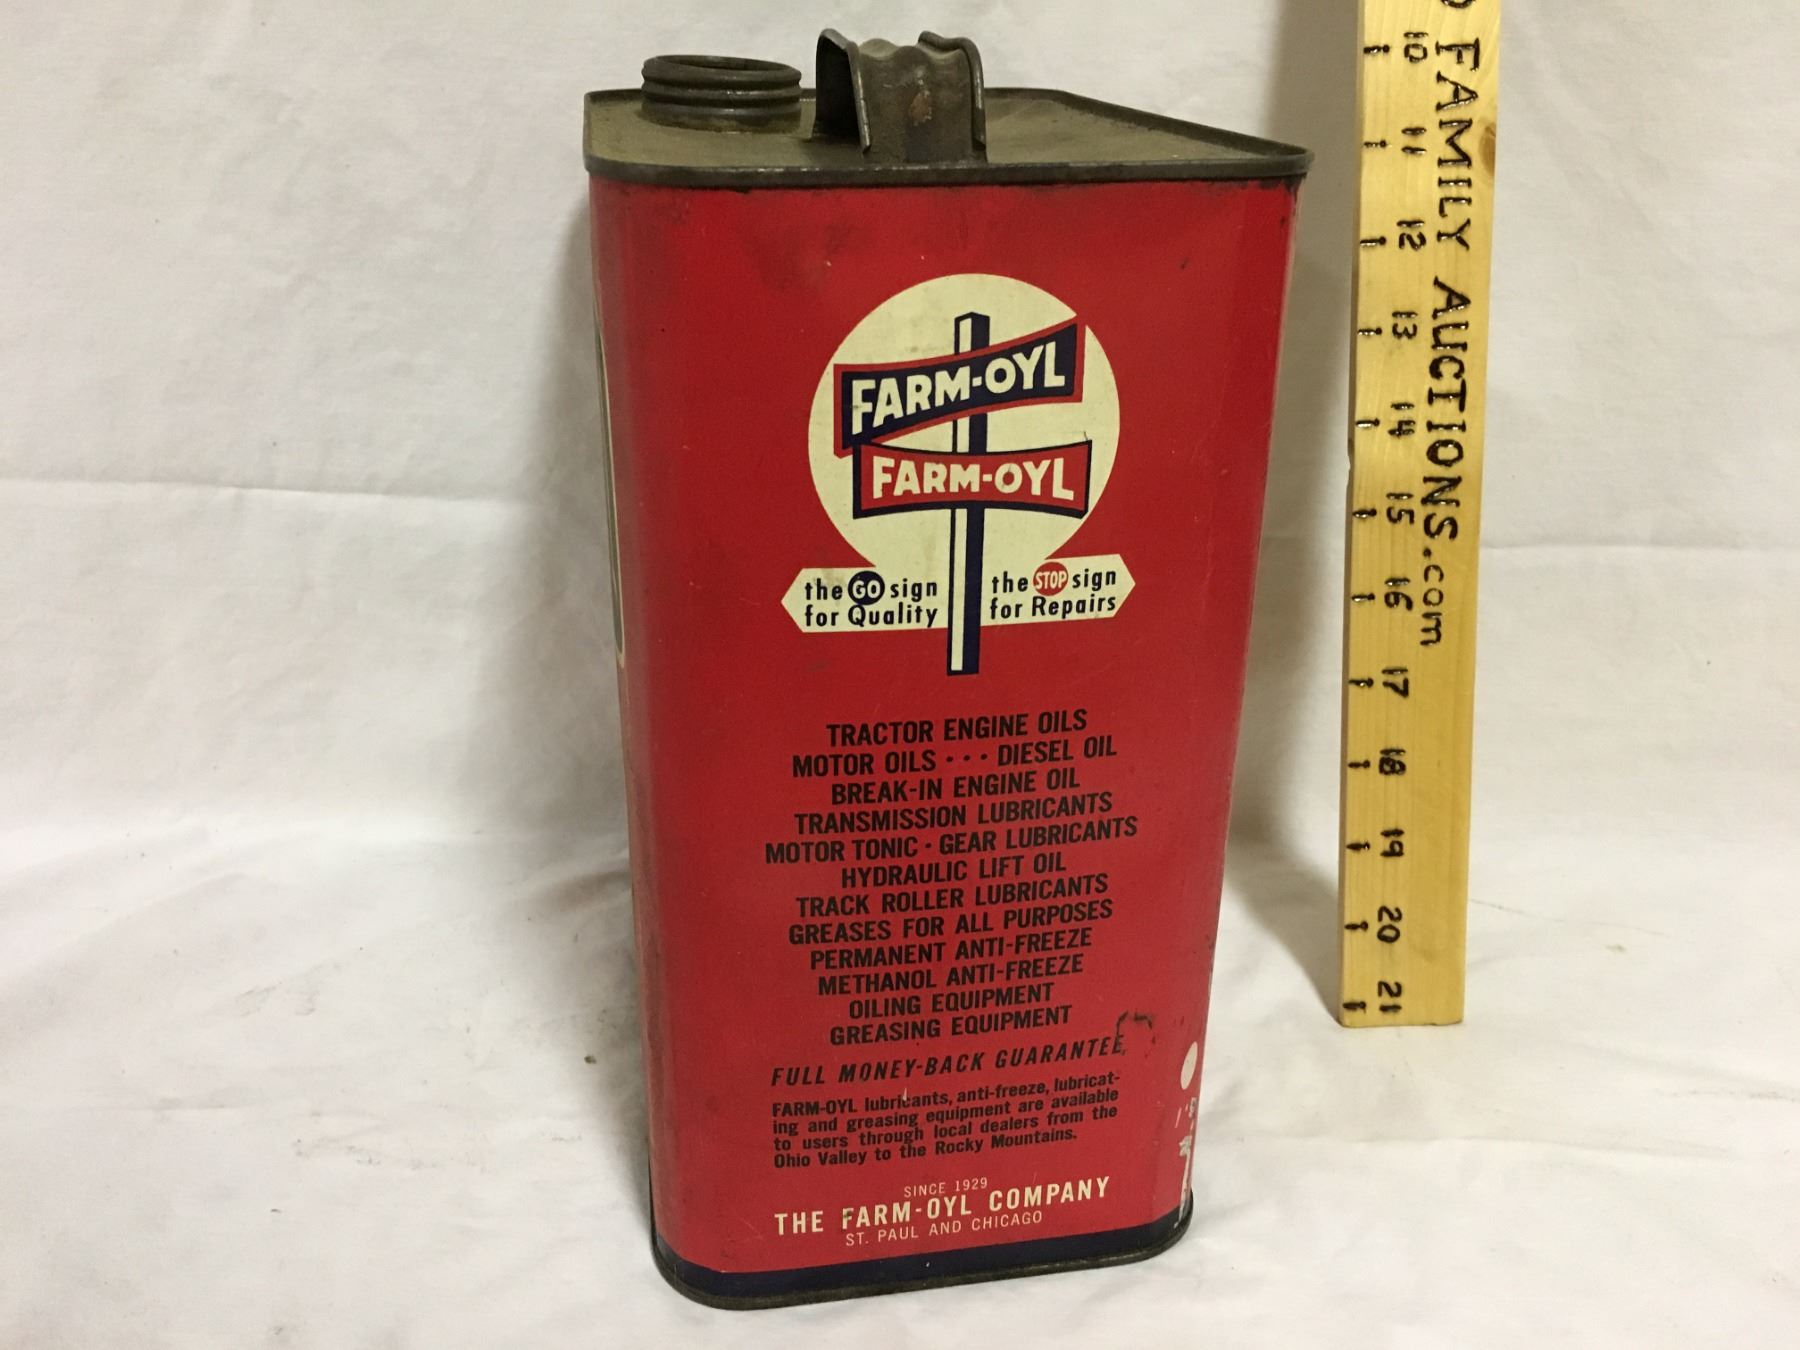 FARM-OYL
FARM-OYL
the GO sign
for Quality
the STOP sign
for Repairs
TRACTOR ENGINE OILS
MOTOR OILS · · · DIESEL OIL
BREAK-IN ENGINE OIL
TRANSMISSION LUBRICANTS
MOTOR TONIC · GEAR LUBRICANTS
HYDRAULIC LIFT OIL
TRACK ROLLER LUBRICANTS
GREASES FOR ALL PURPOSES
PERMANENT ANTI-FREEZE
METHANOL ANTI-FREEZE
OILING EQUIPMENT
GREASING EQUIPMENT
FULL MONEY-BACK GUARANTEE
FARM-OYL lubricants, anti-freeze, lubricat-
ing and greasing equipment are available
to users through local dealers from the
Ohio Valley to the Rocky Mountains.
SINCE 1929
THE FARM-OYL COMPANY
ST. PAUL AND CHICAGO
FAMILY AUCTIONS.com
10
11
12
13
14
15
16
17
18
19
20
21